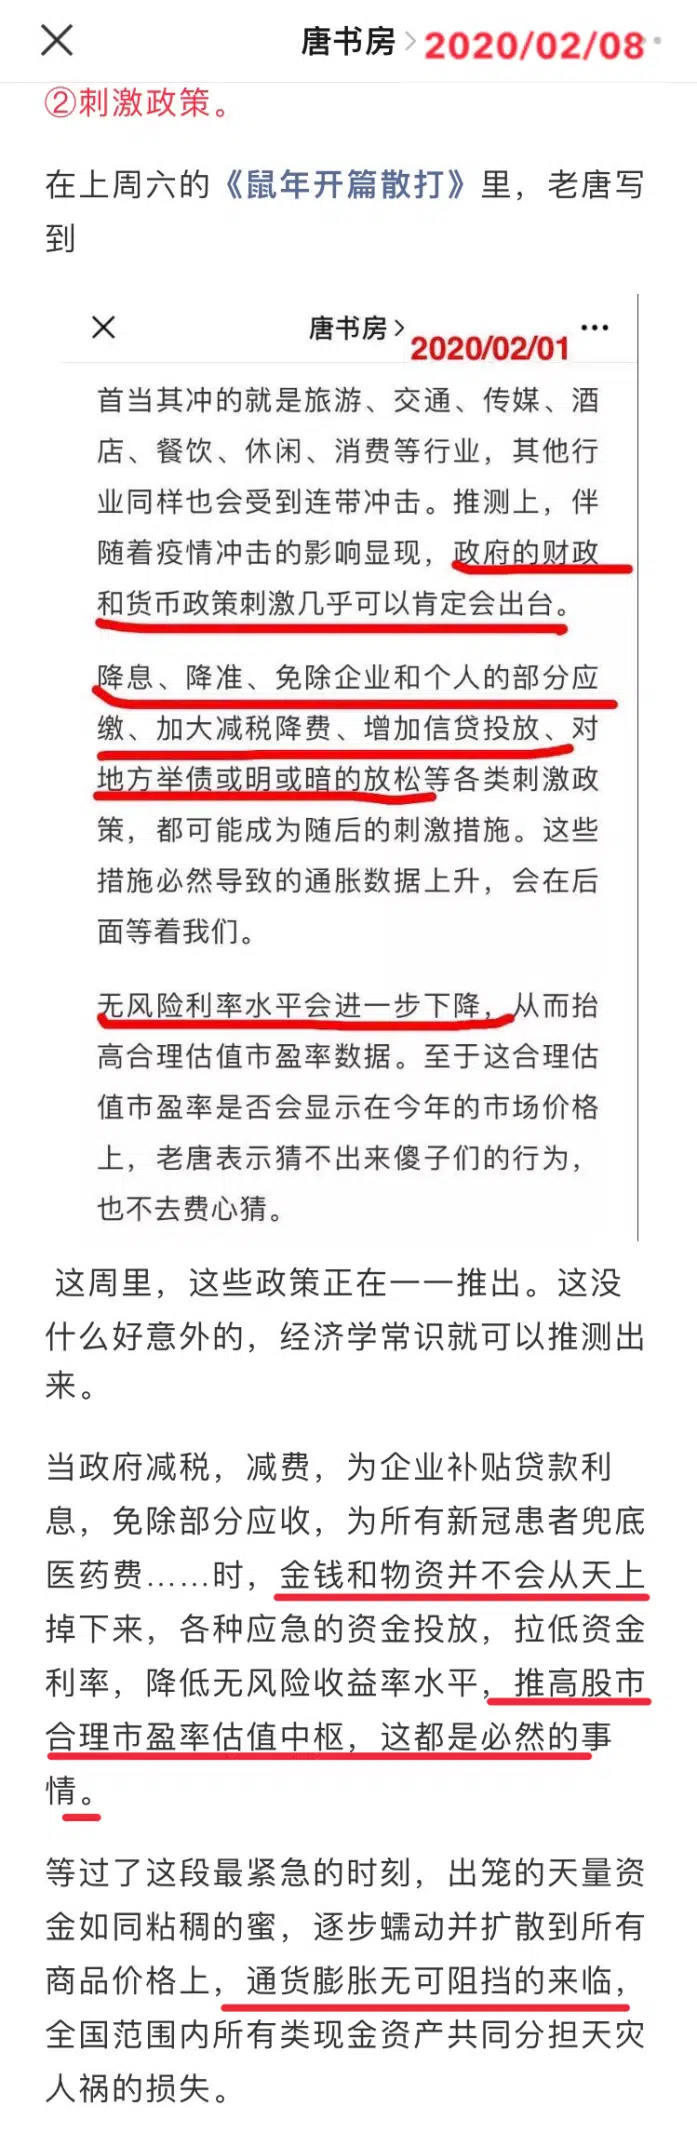 唐书房 2020/02/08
②刺激政策。
在上周六的《鼠年开篇散打》里，老唐写
到
唐书房 2020/02/01
首当其冲的就是旅游、交通、传媒、酒
店、餐饮、休闲、消费等行业，其他行
业同样也会受到连带冲击。推测上，伴
随着疫情冲击的影响显现，政府的财政
和货币政策刺激几乎可以肯定会出台。
降息、降准、免除企业和个人的部分应
缴、加大减税降费、增加信贷投放、对
地方举债或明或暗的放松等各类刺激政
策，都可能成为随后的刺激措施。这些
措施必然导致的通胀数据上升，会在后
面等着我们。
无风险利率水平会进一步下降，从而抬
高合理估值市盈率数据。至于这合理估
值市盈率是否会显示在今年的市场价格
上，老唐表示猜不出来傻子们的行为，
也不去费心猜。
这周里，这些政策正在一一推出。这没
什么好意外的，经济学常识就可以推测出
来。
当政府减税，减费，为企业补贴贷款利
息，免除部分应收，为所有新冠患者兜底
医药费……时，金钱和物资并不会从天上
掉下来，各种应急的资金投放，拉低资金
利率，降低无风险收益率水平，推高股市
合理市盈率估值中枢，这都是必然的事
情。
等过了这段最紧急的时刻，出笼的天量资
金如同粘稠的蜜，逐步蠕动并扩散到所有
商品价格上，通货膨胀无可阻挡的来临，
全国范围内所有类现金资产共同分担天灾
人祸的损失。